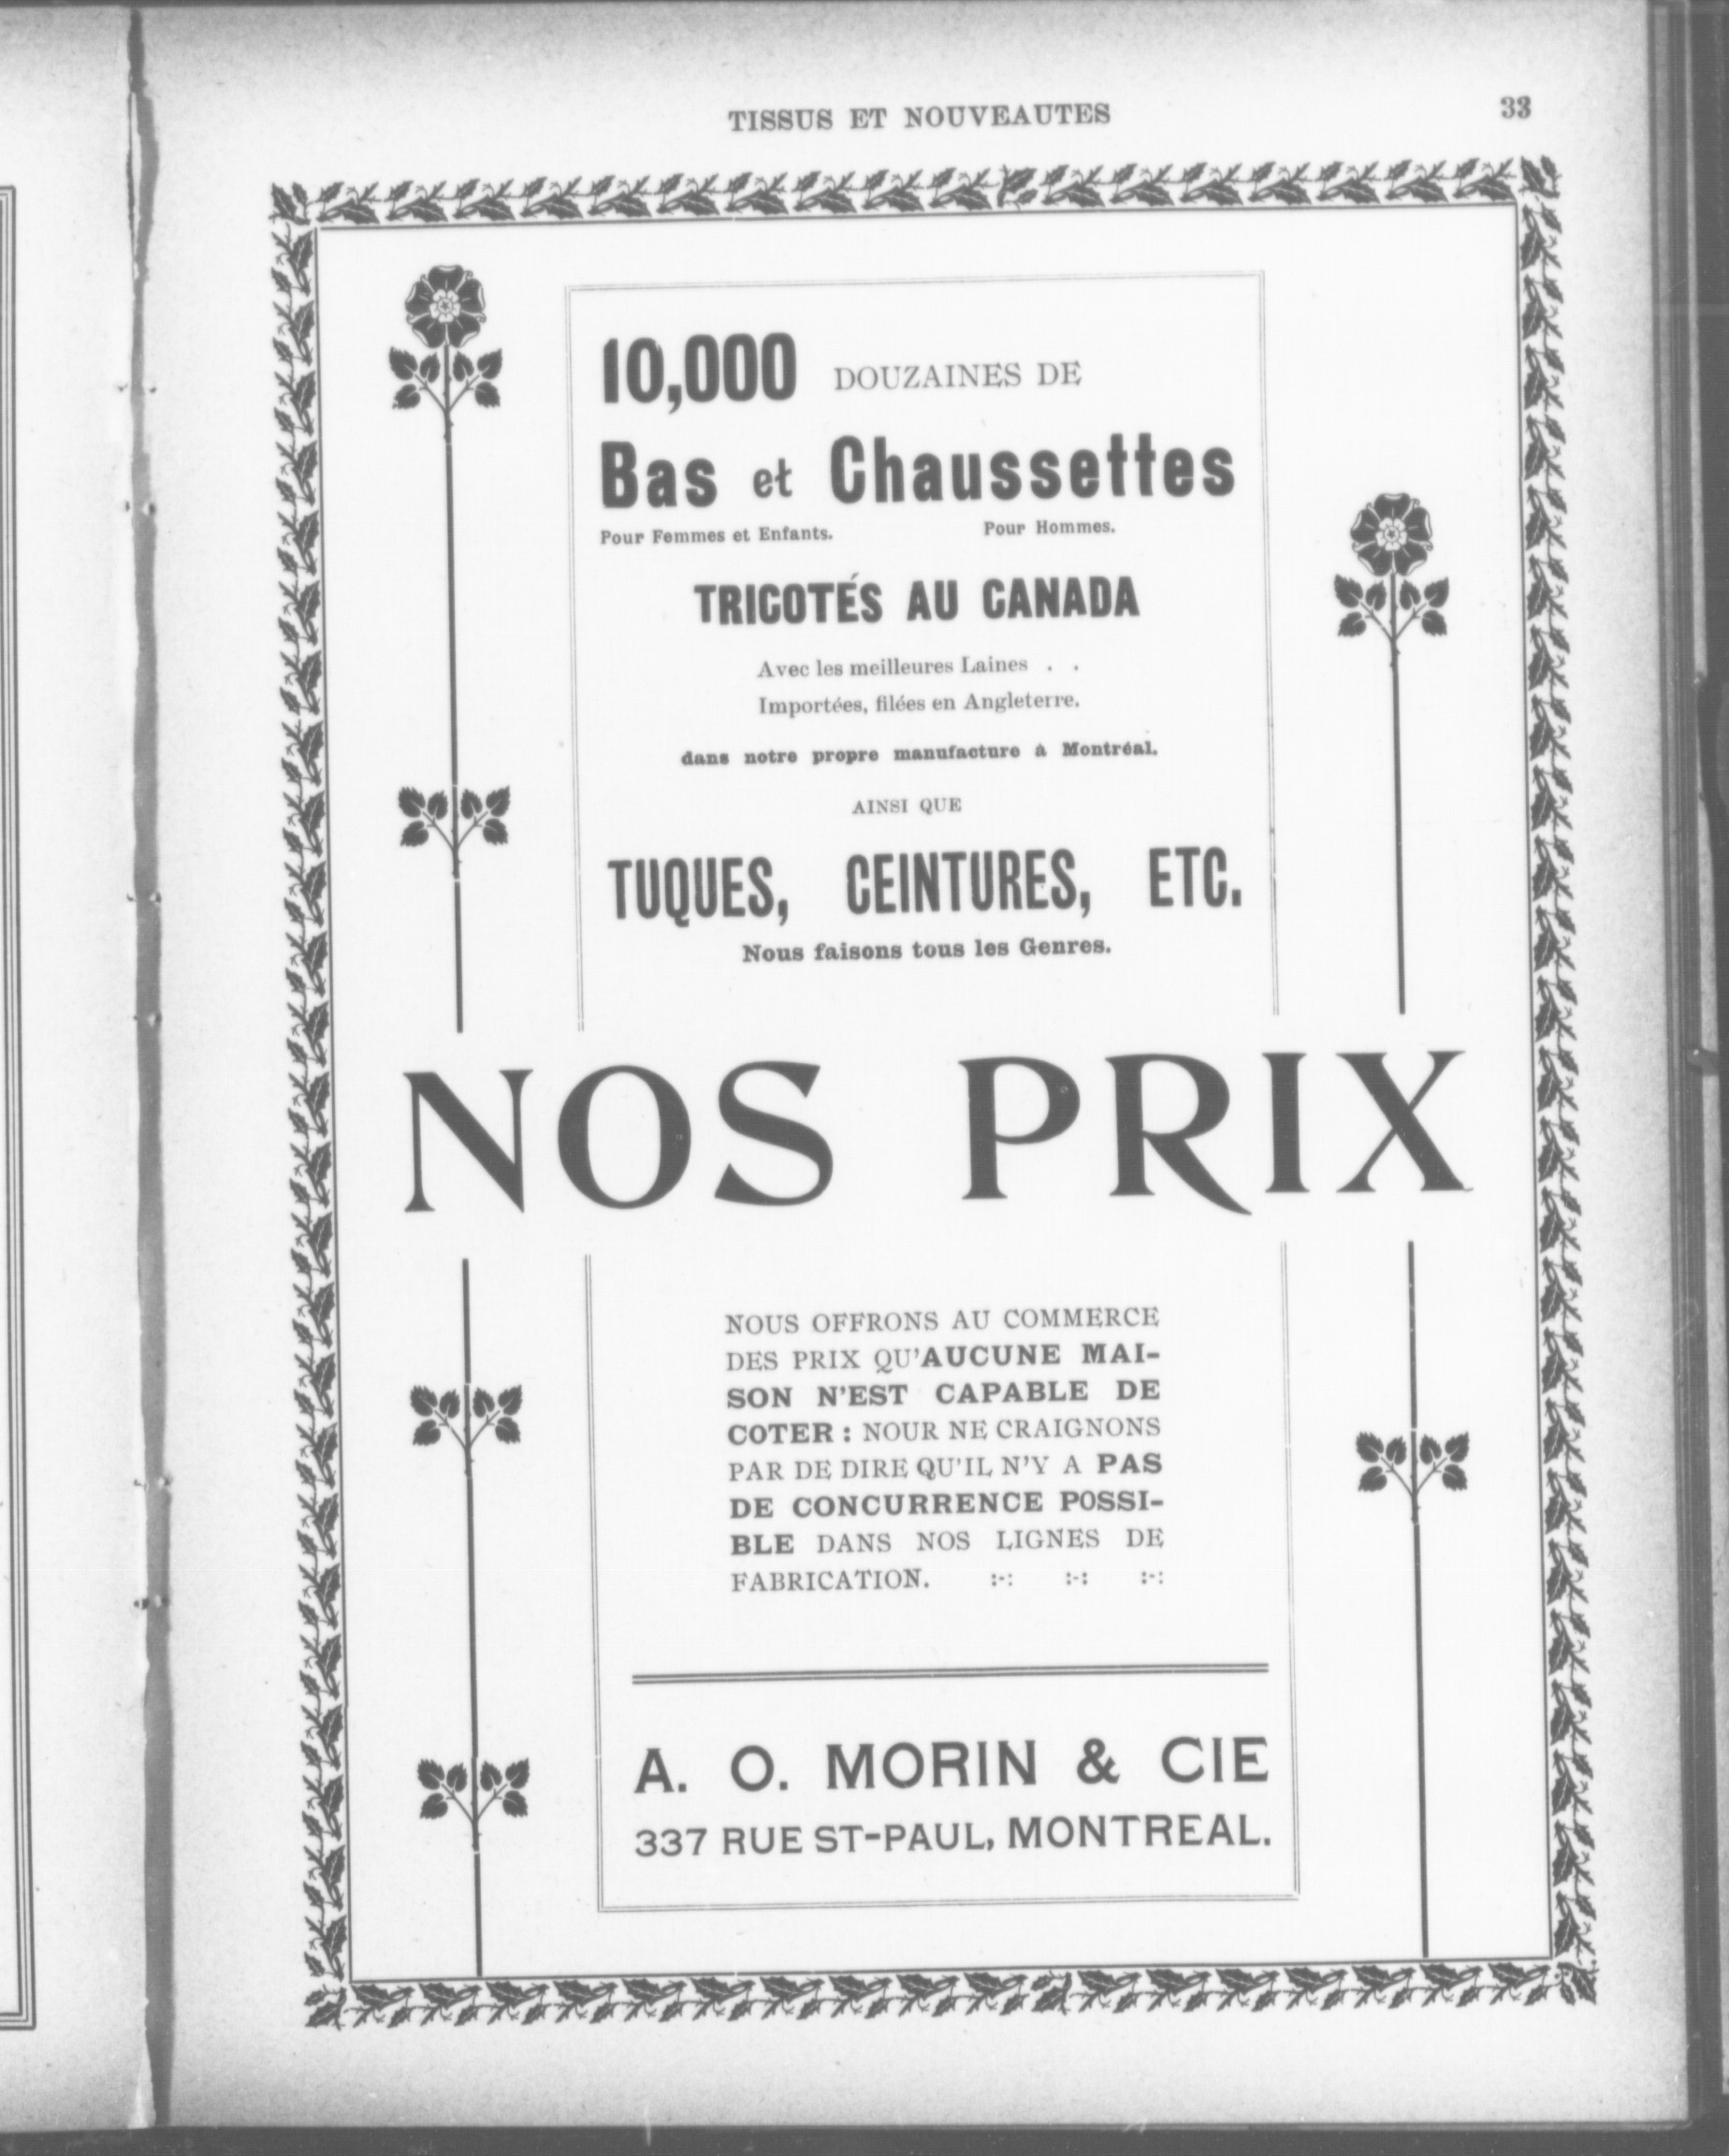 TISSUS ET NOUVEAUTES 33
10,000 DOUZAINES DE
Bas et Chaussettes
Pour Femmes et Enfants. Pour Hommes.
TRICOTÉS AU CANADA
Avec les meilleures Laines . .
Importées, filées en Angleterre.
dans notre propre manufacture à Montréal.
AINSI QUE
TUQUES, CEINTURES, ETC.
Nous faisons tous les Genres.
NOS PRIX
NOUS OFFRONS AU COMMERCE
DES PRIX QU'AUCUNE MAI-
SON N'EST CAPABLE DE
COTER : NOUR NE CRAIGNONS
PAR DE DIRE QU'IL N'Y A PAS
DE CONCURRENCE POSSI-
BLE DANS NOS LIGNES DE
FABRICATION. :-: :-: :-:
A. O. MORIN & CIE
337 RUE ST-PAUL, MONTREAL.